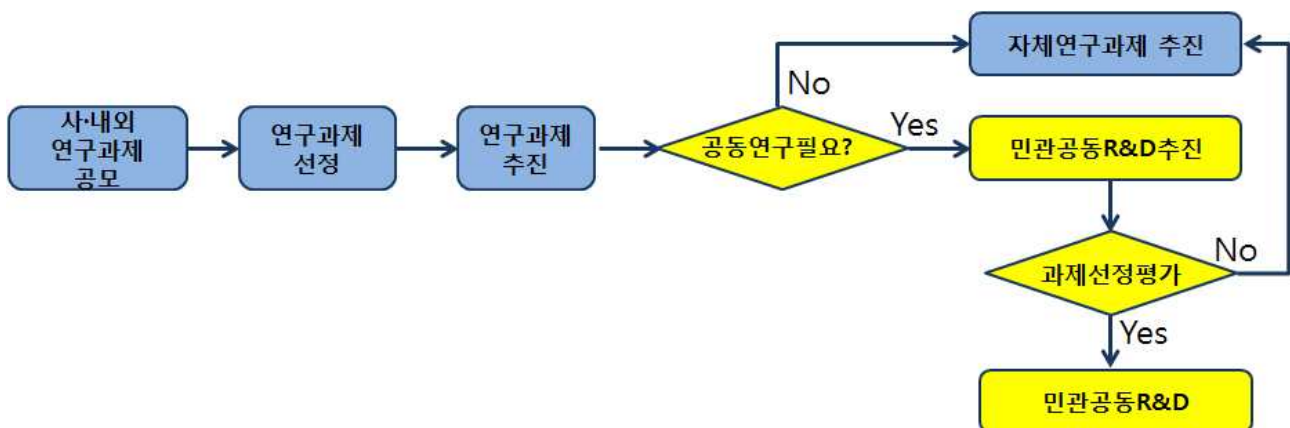 자체연구과제 추진
No
사·내외
연구과제
공모
연구과제
선정
연구과제
추진
공동연구필요?
Yes
민관공동R&D추진
과제선정평가
No
Yes
민관공동R&D